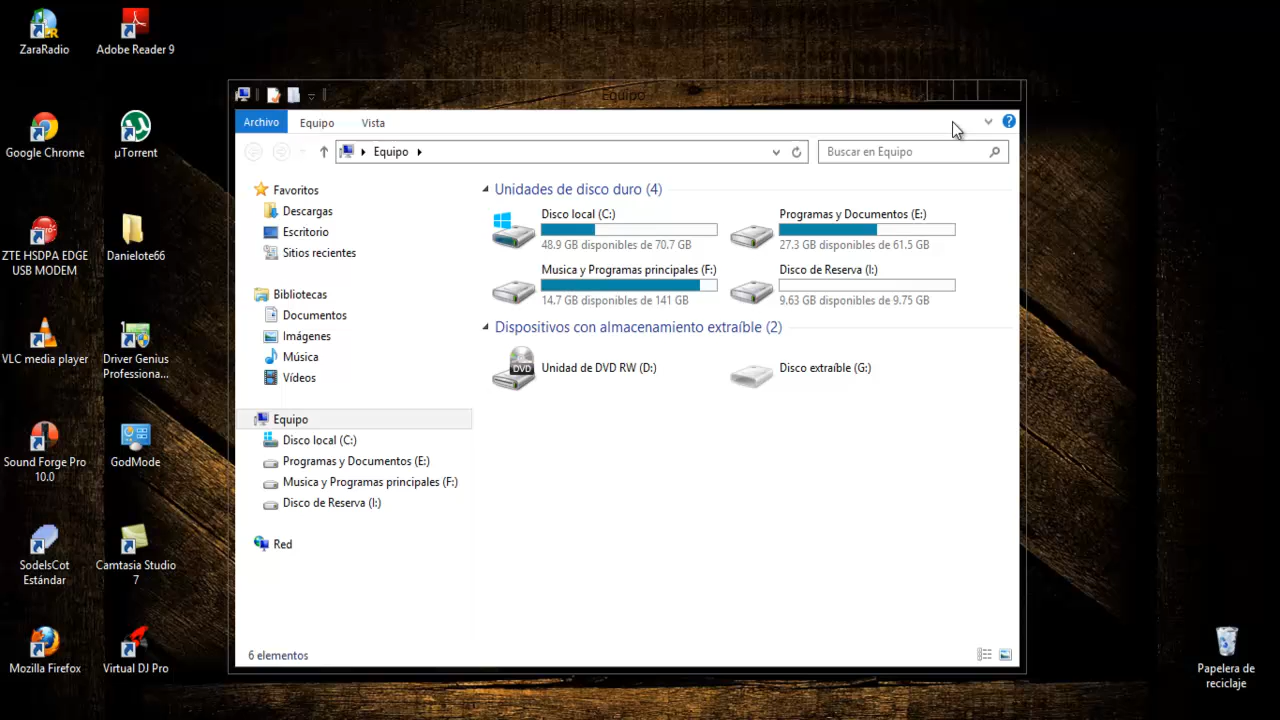 ZaraRadio
Adobe Reader 9
Google Chrome
µTorrent
ZTE HSDPA EDGE
USB MODEM
Danielote66
VLC media player
Driver Genius
Professiona...
Sound Forge Pro
10.0
GodMode
SodelsCot
Estándar
Camtasia Studio
7
Mozilla Firefox
Virtual DJ Pro
Equipo
Archivo
Equipo
Vista
Equipo
Buscar en Equipo
Favoritos
Descargas
Escritorio
Sitios recientes
Bibliotecas
Documentos
Imágenes
Música
Vídeos
Equipo
Disco local (C:)
Programas y Documentos (E:)
Musica y Programas principales (F:)
Disco de Reserva (I:)
Red
Unidades de disco duro (4)
Disco local (C:)
48.9 GB disponibles de 70.7 GB
Programas y Documentos (E:)
27.3 GB disponibles de 61.5 GB
Musica y Programas principales (F:)
14.7 GB disponibles de 141 GB
Disco de Reserva (I:)
9.63 GB disponibles de 9.75 GB
Dispositivos con almacenamiento extraíble (2)
DVD
Unidad de DVD RW (D:)
Disco extraíble (G:)
6 elementos
Papelera de
reciclaje